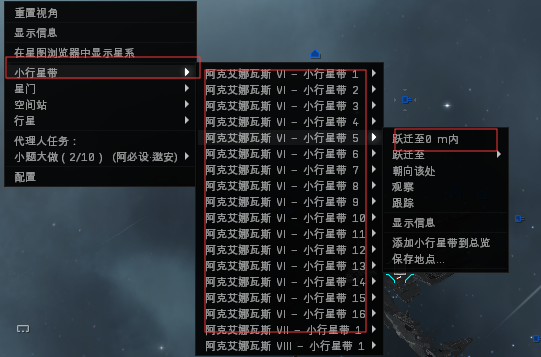 重置视角
显示信息
在星图浏览器中显示星系
小行星带
星门
空间站
行星
代理人任务：
小题大做（2/10）（阿必设·滋安）
配置
阿克艾娜瓦斯 VI - 小行星带 1
阿克艾娜瓦斯 VI - 小行星带 2
阿克艾娜瓦斯 VI - 小行星带 3
阿克艾娜瓦斯 VI - 小行星带 4
阿克艾娜瓦斯 VI - 小行星带 5
阿克艾娜瓦斯 VI - 小行星带 6
阿克艾娜瓦斯 VI - 小行星带 7
阿克艾娜瓦斯 VI - 小行星带 8
阿克艾娜瓦斯 VI - 小行星带 9
阿克艾娜瓦斯 VI - 小行星带 10
阿克艾娜瓦斯 VI - 小行星带 11
阿克艾娜瓦斯 VI - 小行星带 12
阿克艾娜瓦斯 VI - 小行星带 13
阿克艾娜瓦斯 VI - 小行星带 14
阿克艾娜瓦斯 VI - 小行星带 15
阿克艾娜瓦斯 VI - 小行星带 16
阿克艾娜瓦斯 VII - 小行星带 1
阿克艾娜瓦斯 VIII - 小行星带 1
跃迁至0 m内
跃迁至
朝向该处
观察
跟踪
显示信息
添加小行星带到总览
保存地点...